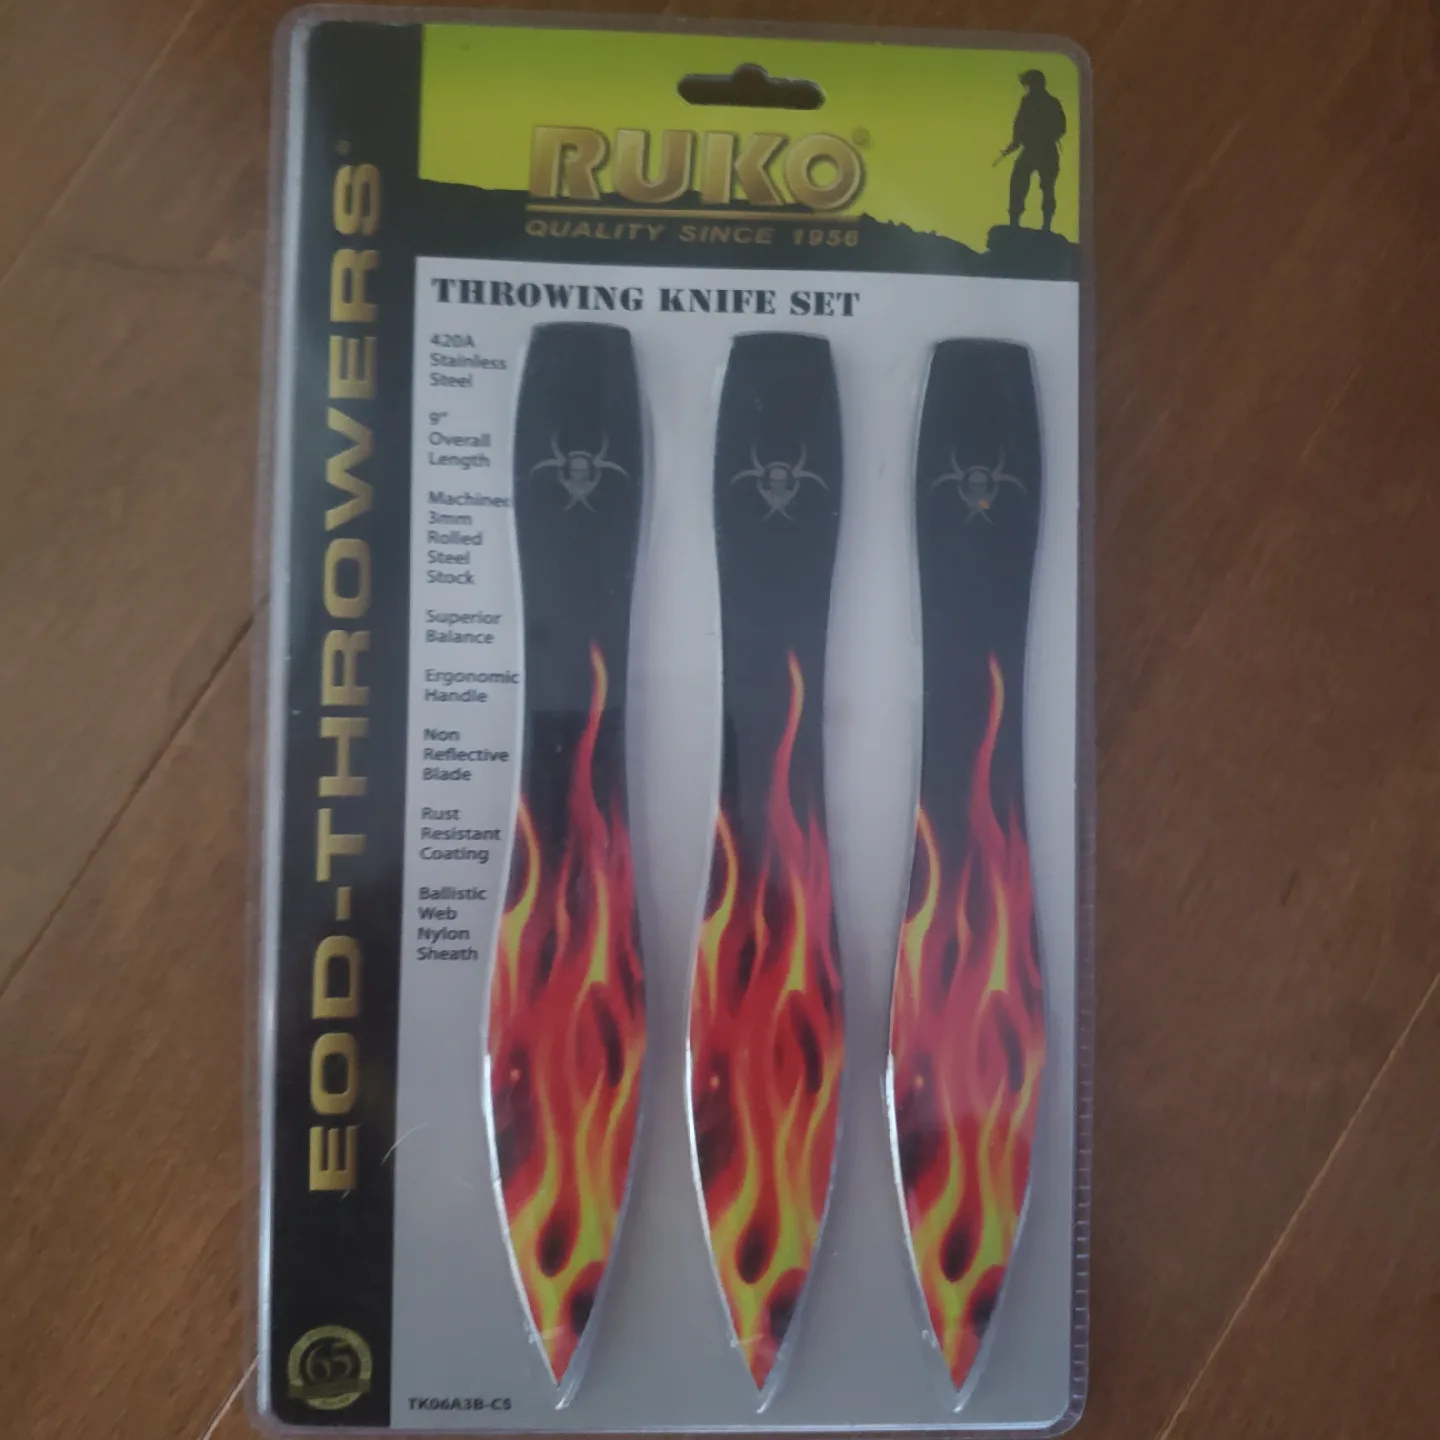 EOD-THROWERS®
RUKO®
QUALITY SINCE 1956
THROWING KNIFE SET
420A
Stainless
Steel
9"
Overall
Length
Machined
3mm
Rolled
Steel
Stock
Superior
Balance
Ergonomic
Handle
Non
Reflective
Blade
Rust
Resistant
Coating
Ballistic
Web
Nylon
Sheath
65
TK06A3B-CS